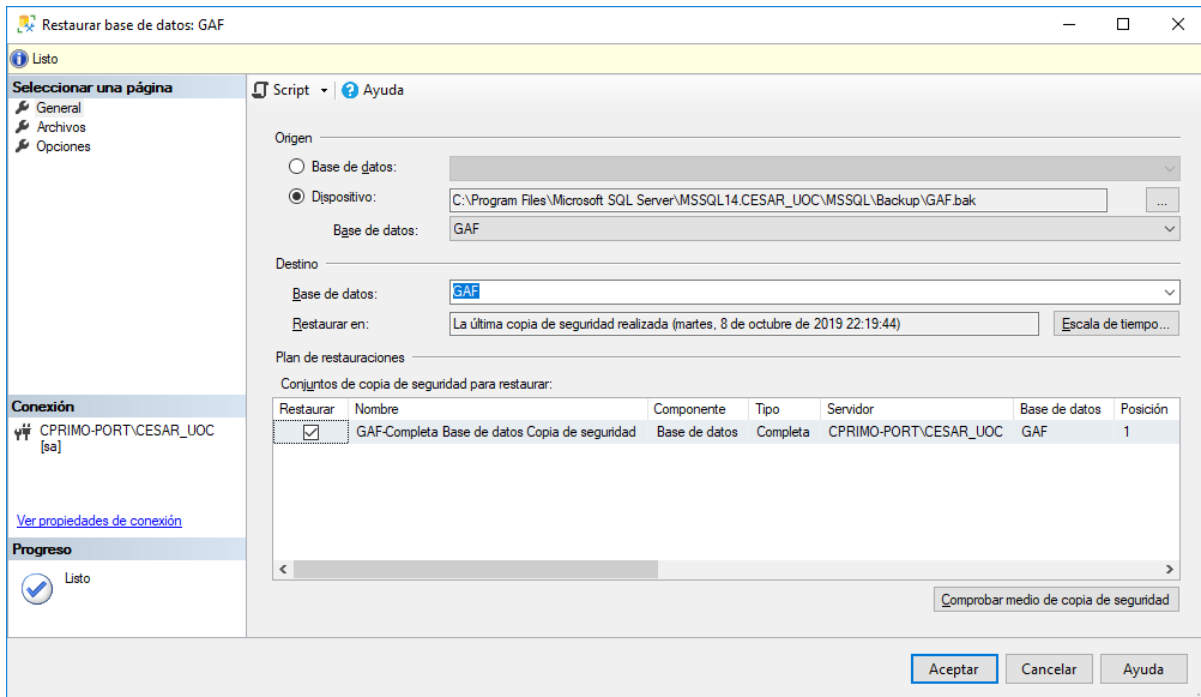 Restaurar base de datos: GAF
Listo
Seleccionar una página
General
Archivos
Opciones
Script
Ayuda
Origen
Base de datos:
Dispositivo: C:\Program Files\Microsoft SQL Server\MSSQL14.CESAR_UOC\MSSQL\Backup\GAF.bak ...
Base de datos: GAF
Destino
Base de datos: GAF
Restaurar en: La última copia de seguridad realizada (martes, 8 de octubre de 2019 22:19:44) Escala de tiempo...
Plan de restauraciones
Conjuntos de copia de seguridad para restaurar:
Restaurar Nombre Componente Tipo Servidor Base de datos Posición
GAF-Completa Base de datos Copia de seguridad Base de datos Completa CPRIMO-PORT\CESAR_UOC GAF 1
Comprobar medio de copia de seguridad
Conexión
CPRIMO-PORT\CESAR_UOC
[sa]
Ver propiedades de conexión
Progreso
Listo
Aceptar Cancelar Ayuda